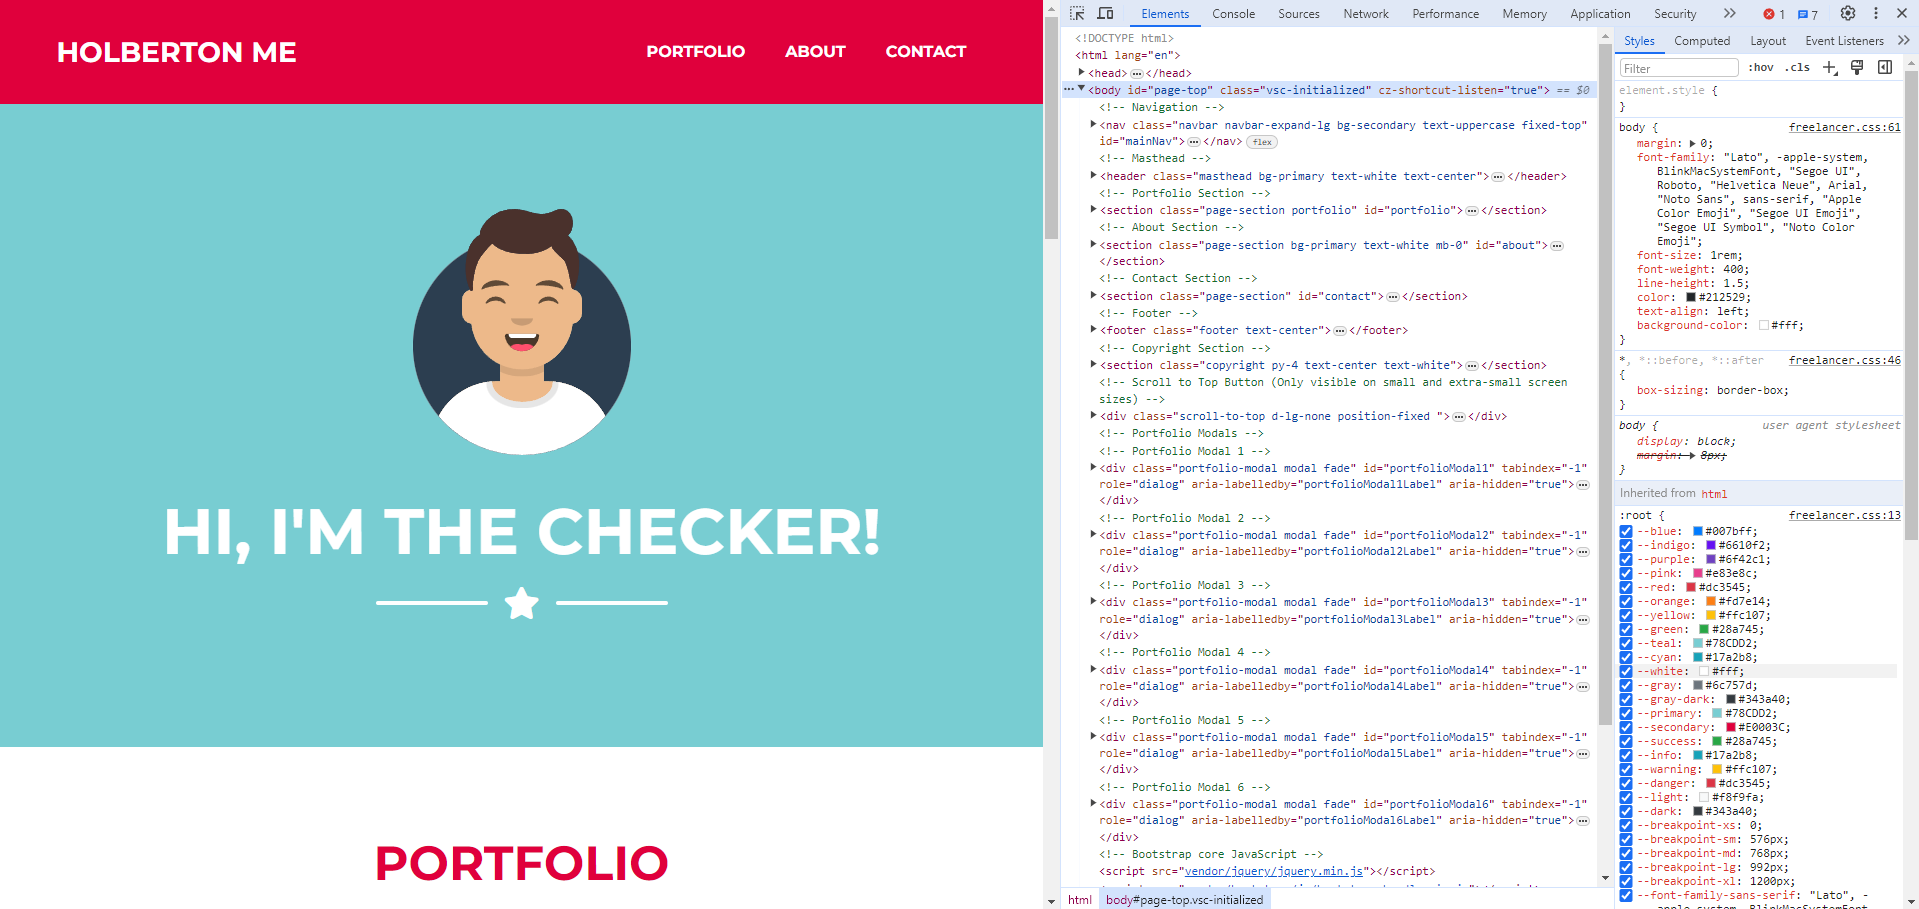 HOLBERTON ME
PORTFOLIO ABOUT CONTACT
HI, I'M THE CHECKER!
PORTFOLIO
Elements Console Sources Network Performance Memory Application Security 1 7
<!DOCTYPE html>
<html lang="en">
<head> </head>
<body id="page-top" class="vsc-initialized" cz-shortcut-listen="true"> == $0
<!-- Navigation -->
<nav class="navbar navbar-expand-lg bg-secondary text-uppercase fixed-top"
id="mainNav"> </nav> flex
<!-- Masthead -->
<header class="masthead bg-primary text-white text-center"> </header>
<!-- Portfolio Section -->
<section class="page-section portfolio" id="portfolio"> </section>
<!-- About Section -->
<section class="page-section bg-primary text-white mb-0" id="about">
</section>
<!-- Contact Section -->
<section class="page-section" id="contact"> </section>
<!-- Footer -->
<footer class="footer text-center"> </footer>
<!-- Copyright Section -->
<section class="copyright py-4 text-center text-white"> </section>
<!-- Scroll to Top Button (Only visible on small and extra-small screen
sizes) -->
<div class="scroll-to-top d-lg-none position-fixed "> </div>
<!-- Portfolio Modals -->
<!-- Portfolio Modal 1 -->
<div class="portfolio-modal modal fade" id="portfolioModal1" tabindex="-1"
role="dialog" aria-labelledby="portfolioModal1Label" aria-hidden="true">
</div>
<!-- Portfolio Modal 2 -->
<div class="portfolio-modal modal fade" id="portfolioModal2" tabindex="-1"
role="dialog" aria-labelledby="portfolioModal2Label" aria-hidden="true">
</div>
<!-- Portfolio Modal 3 -->
<div class="portfolio-modal modal fade" id="portfolioModal3" tabindex="-1"
role="dialog" aria-labelledby="portfolioModal3Label" aria-hidden="true">
</div>
<!-- Portfolio Modal 4 -->
<div class="portfolio-modal modal fade" id="portfolioModal4" tabindex="-1"
role="dialog" aria-labelledby="portfolioModal4Label" aria-hidden="true">
</div>
<!-- Portfolio Modal 5 -->
<div class="portfolio-modal modal fade" id="portfolioModal5" tabindex="-1"
role="dialog" aria-labelledby="portfolioModal5Label" aria-hidden="true">
</div>
<!-- Portfolio Modal 6 -->
<div class="portfolio-modal modal fade" id="portfolioModal6" tabindex="-1"
role="dialog" aria-labelledby="portfolioModal6Label" aria-hidden="true">
</div>
<!-- Bootstrap core JavaScript -->
<script src="vendor/jquery/jquery.min.js"></script>
html body#page-top.vsc-initialized
Styles Computed Layout Event Listeners
Filter :hov .cls
element.style {
}
body { freelancer.css:61
margin: 0;
font-family: "Lato", -apple-system,
BlinkMacSystemFont, "Segoe UI",
Roboto, "Helvetica Neue", Arial,
"Noto Sans", sans-serif, "Apple
Color Emoji", "Segoe UI Emoji",
"Segoe UI Symbol", "Noto Color
Emoji";
font-size: 1rem;
font-weight: 400;
line-height: 1.5;
color: #212529;
text-align: left;
background-color: #fff;
}
*, *::before, *::after freelancer.css:46
{
box-sizing: border-box;
}
body { user agent stylesheet
display: block;
margin: 8px;
}
Inherited from html
:root { freelancer.css:13
--blue: #007bff;
--indigo: #6610f2;
--purple: #6f42c1;
--pink: #e83e8c;
--red: #dc3545;
--orange: #fd7e14;
--yellow: #ffc107;
--green: #28a745;
--teal: #78CDD2;
--cyan: #17a2b8;
--white: #fff;
--gray: #6c757d;
--gray-dark: #343a40;
--primary: #78CDD2;
--secondary: #E0003C;
--success: #28a745;
--info: #17a2b8;
--warning: #ffc107;
--danger: #dc3545;
--light: #f8f9fa;
--dark: #343a40;
--breakpoint-xs: 0;
--breakpoint-sm: 576px;
--breakpoint-md: 768px;
--breakpoint-lg: 992px;
--breakpoint-xl: 1200px;
--font-family-sans-serif: "Lato", -